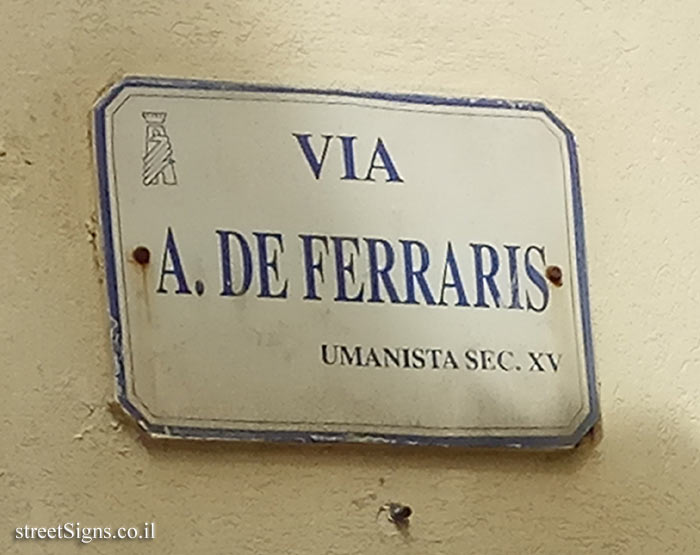 VIA
A. DE FERRARIS
UMANISTA SEC. XV
streetSigns.co.il